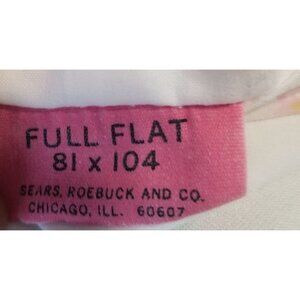 FULL FLAT
81 x 104
SEARS, ROEBUCK AND CO.
CHICAGO, ILL. 60607